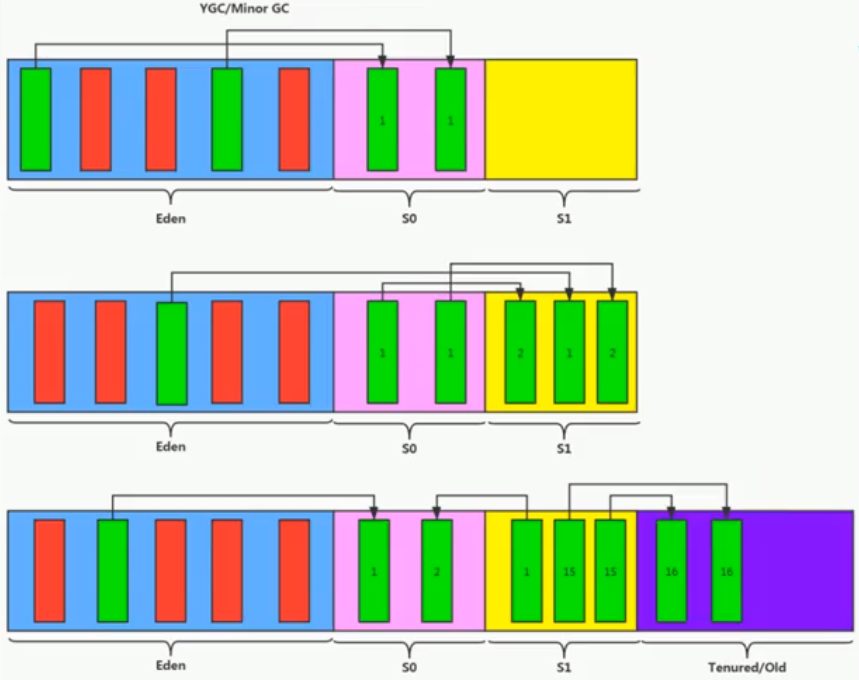 YGC/Minor GC
1 1
Eden S0 S1
1 1 2 1 2
Eden S0 S1
1 2 1 15 15 16 16
Eden S0 S1 Tenured/Old